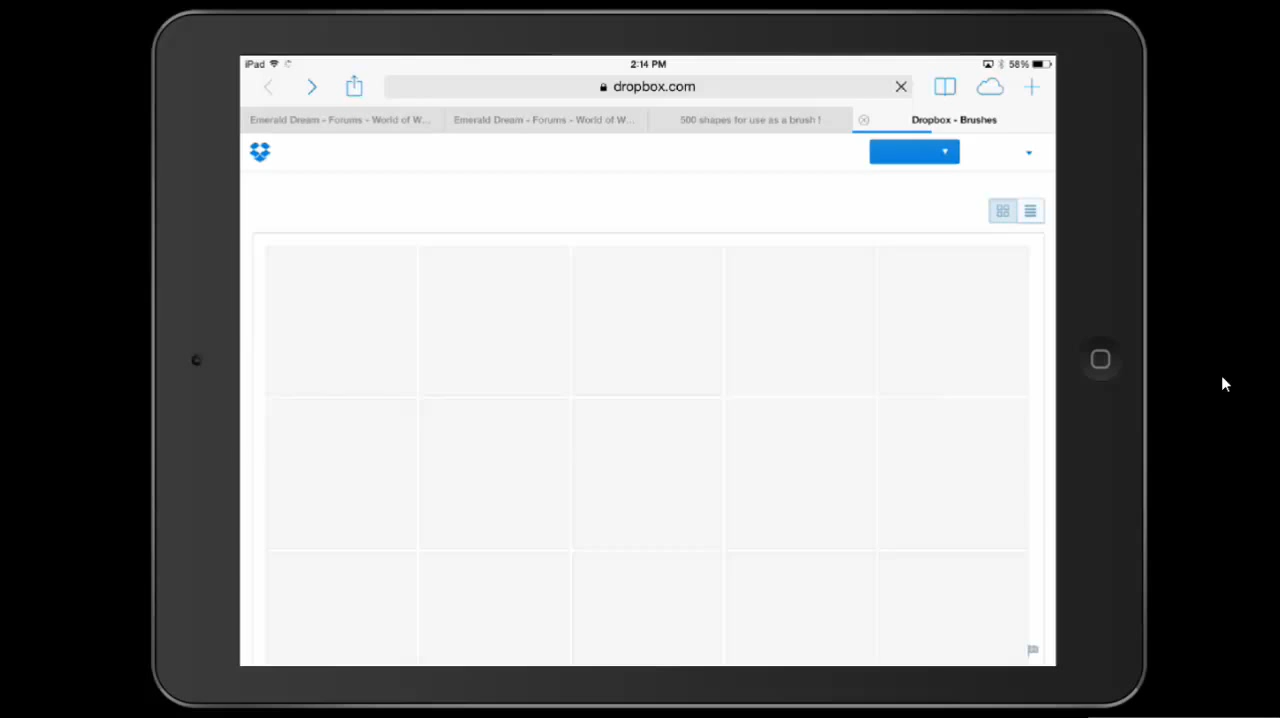 iPad 2:14 PM 58%
dropbox.com
Emerald Dream - Forums - World of W... Emerald Dream - Forums - World of W... 500 shapes for use as a brush ! Dropbox - Brushes